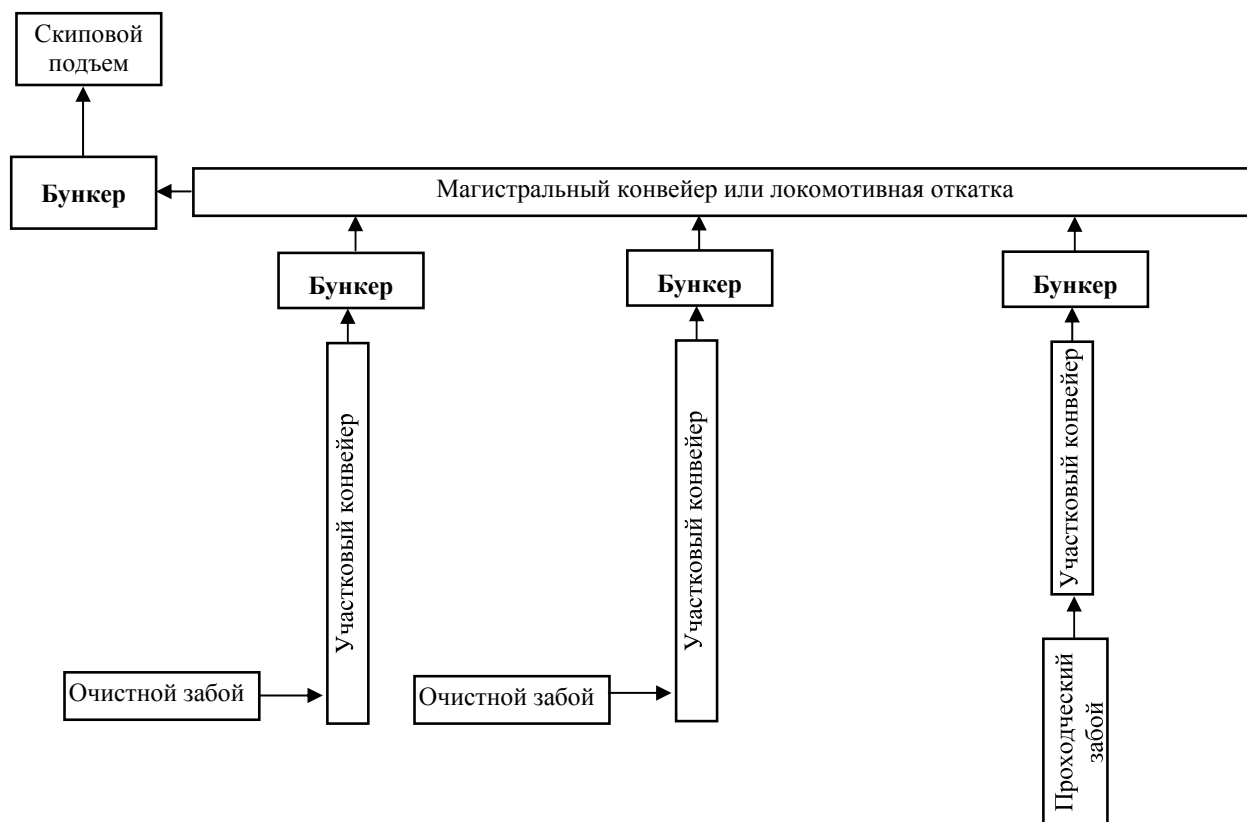 Скиповой
подъем
Бункер
Магистральный конвейер или локомотивная откатка
Бункер
Бункер
Бункер
Участковый конвейер
Участковый конвейер
Участковый конвейер
Очистной забой
Очистной забой
Проходческий
забой